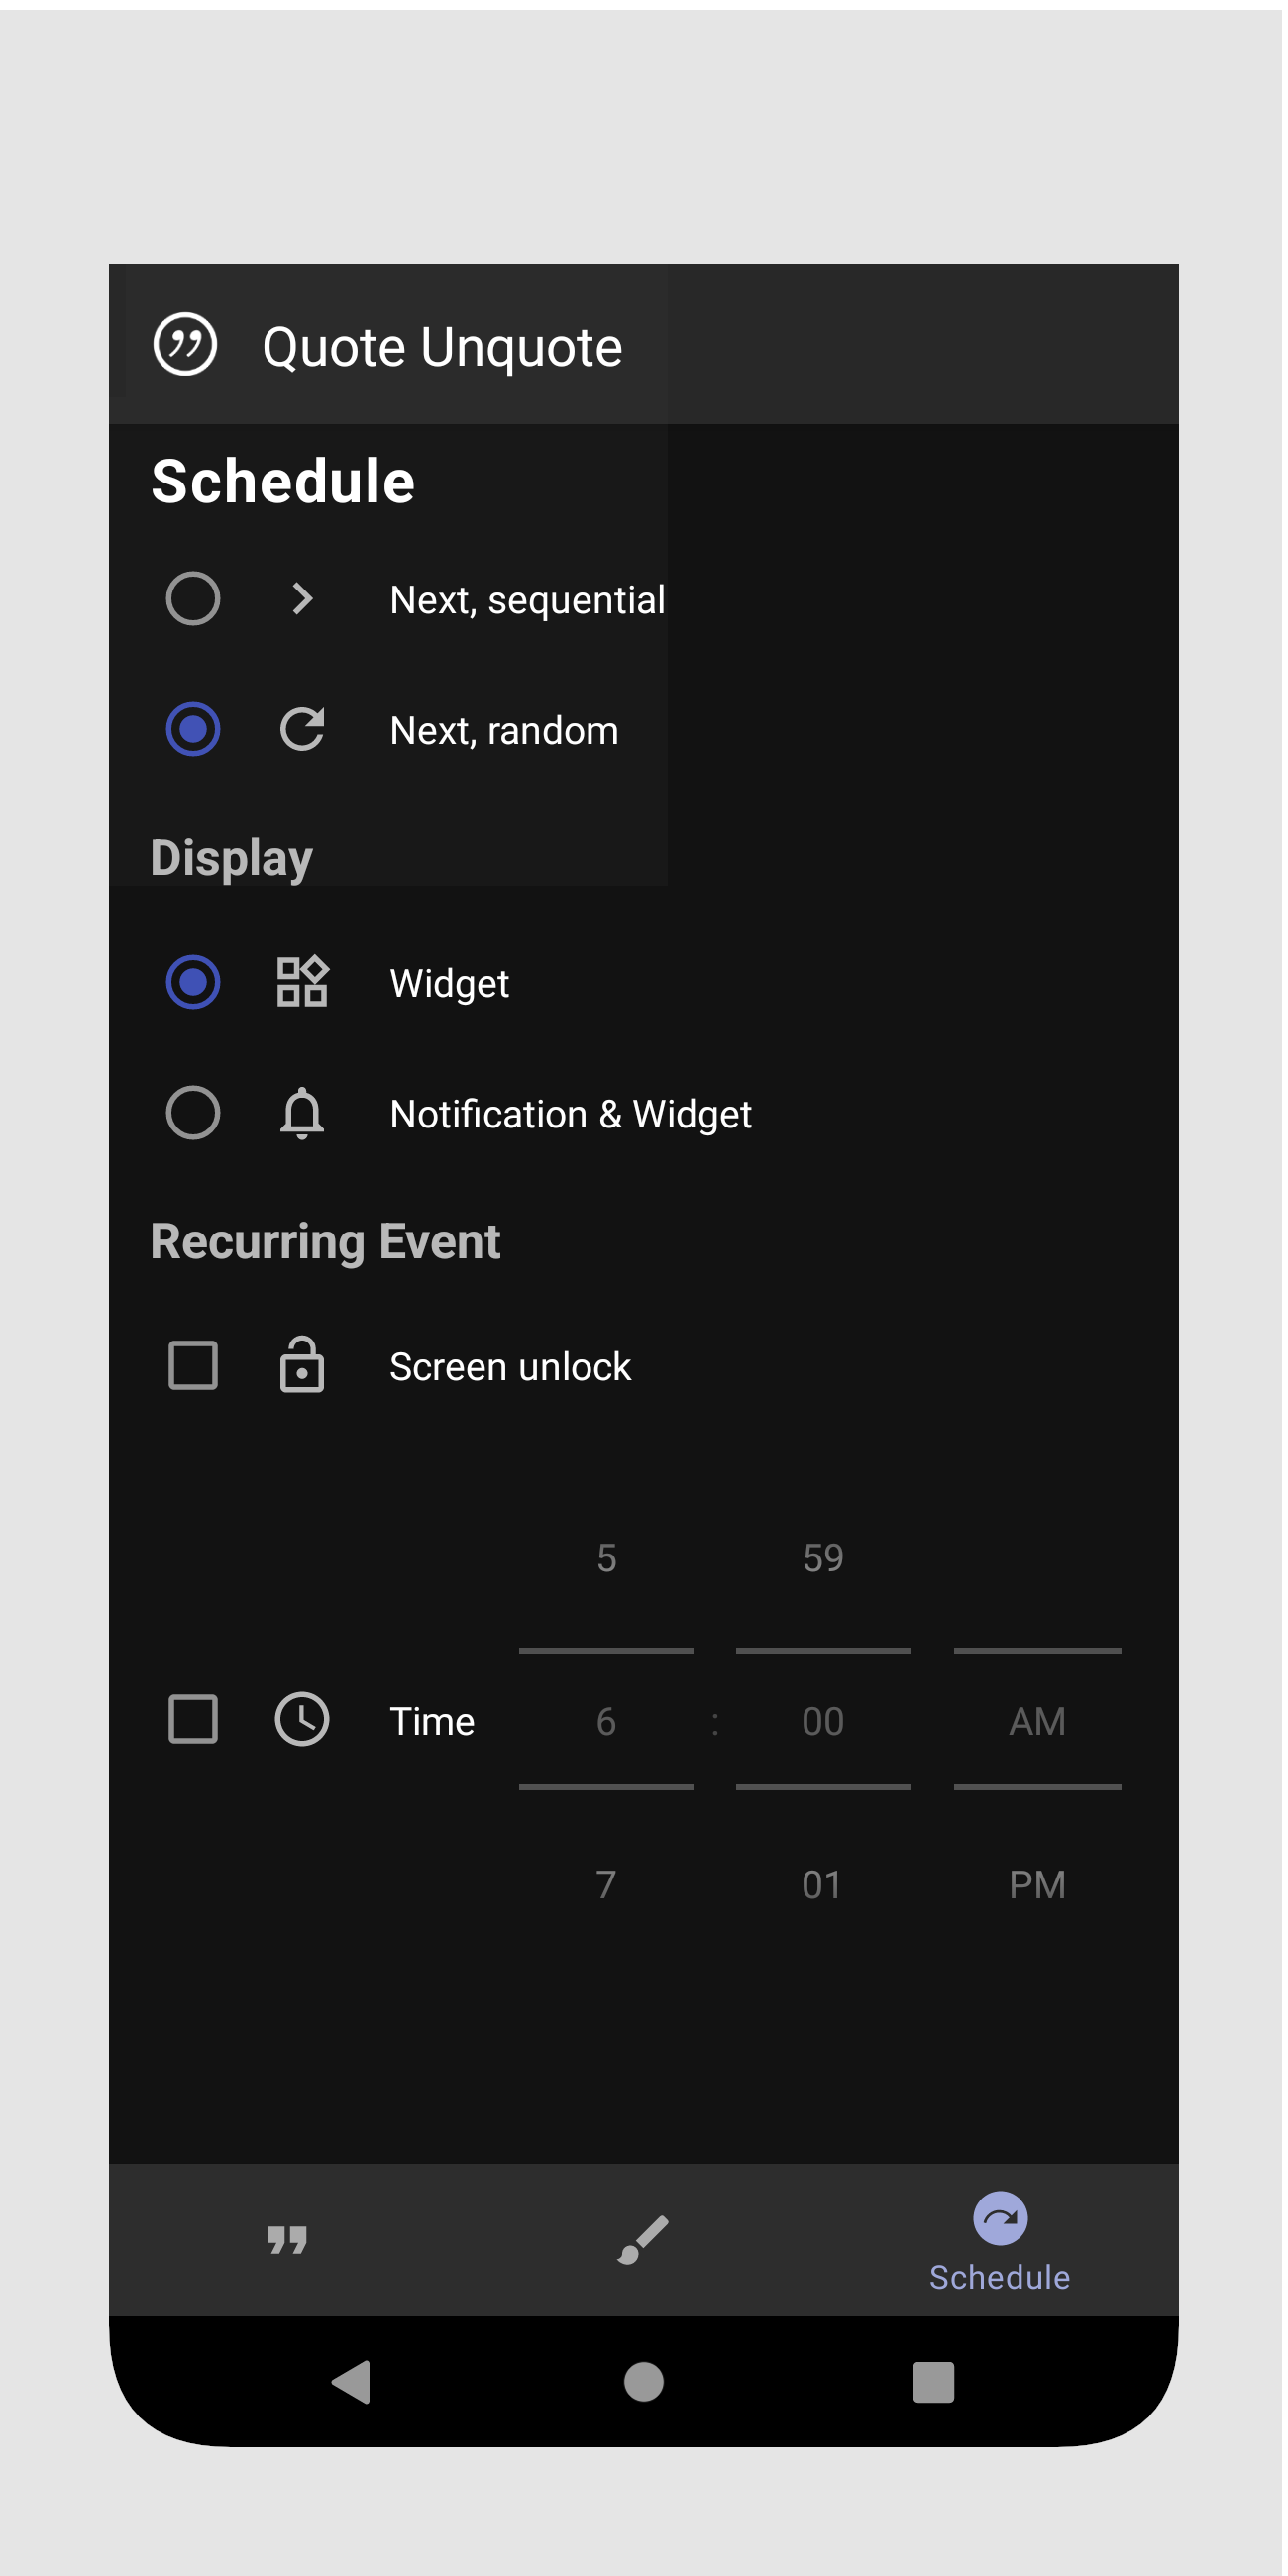 Quote Unquote
Schedule
Next, sequential
Next, random
Display
Widget
Notification & Widget
Recurring Event
Screen unlock
5 59
Time 6 : 00 AM
7 01 PM
Schedule